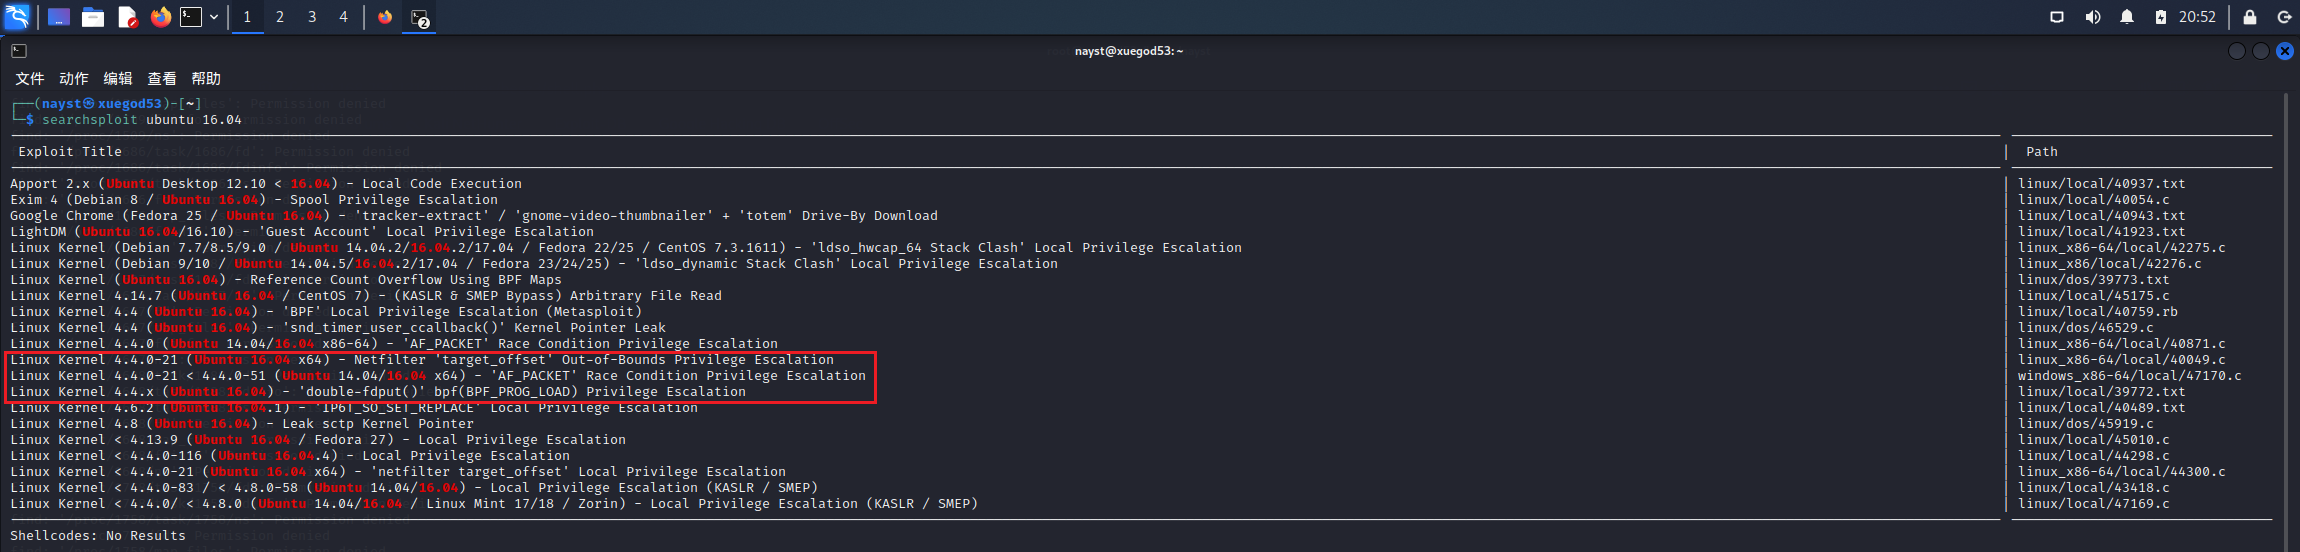 1 2 3 4 2 20:52
nayst@xuegod53: ~
文件 动作 编辑 查看 帮助
┌──(nayst㉿xuegod53)-[~]
└─$ searchsploit ubuntu 16.04
Exploit Title | Path
Apport 2.x (Ubuntu Desktop 12.10 < 16.04) - Local Code Execution | linux/local/40937.txt
Exim 4 (Debian 8 / Ubuntu 16.04) - Spool Privilege Escalation | linux/local/40054.c
Google Chrome (Fedora 25 / Ubuntu 16.04) - 'tracker-extract' / 'gnome-video-thumbnailer' + 'totem' Drive-By Download | linux/local/40943.txt
LightDM (Ubuntu 16.04/16.10) - 'Guest Account' Local Privilege Escalation | linux/local/41923.txt
Linux Kernel (Debian 7.7/8.5/9.0 / Ubuntu 14.04.2/16.04.2/17.04 / Fedora 22/25 / CentOS 7.3.1611) - 'ldso_hwcap_64 Stack Clash' Local Privilege Escalation | linux_x86-64/local/42275.c
Linux Kernel (Debian 9/10 / Ubuntu 14.04.5/16.04.2/17.04 / Fedora 23/24/25) - 'ldso_dynamic Stack Clash' Local Privilege Escalation | linux_x86/local/42276.c
Linux Kernel (Ubuntu 16.04) - Reference Count Overflow Using BPF Maps | linux/dos/39773.txt
Linux Kernel 4.14.7 (Ubuntu 16.04 / CentOS 7) - (KASLR & SMEP Bypass) Arbitrary File Read | linux/local/45175.c
Linux Kernel 4.4 (Ubuntu 16.04) - 'BPF' Local Privilege Escalation (Metasploit) | linux/local/40759.rb
Linux Kernel 4.4 (Ubuntu 16.04) - 'snd_timer_user_ccallback()' Kernel Pointer Leak | linux/dos/46529.c
Linux Kernel 4.4.0 (Ubuntu 14.04/16.04 x86-64) - 'AF_PACKET' Race Condition Privilege Escalation | linux_x86-64/local/40871.c
Linux Kernel 4.4.0-21 (Ubuntu 16.04 x64) - Netfilter 'target_offset' Out-of-Bounds Privilege Escalation | linux_x86-64/local/40049.c
Linux Kernel 4.4.0-21 < 4.4.0-51 (Ubuntu 14.04/16.04 x64) - 'AF_PACKET' Race Condition Privilege Escalation | windows_x86-64/local/47170.c
Linux Kernel 4.4.x (Ubuntu 16.04) - 'double-fdput()' bpf(BPF_PROG_LOAD) Privilege Escalation | linux/local/39772.txt
Linux Kernel 4.6.2 (Ubuntu 16.04.1) - 'IP6T_SO_SET_REPLACE' Local Privilege Escalation | linux/local/40489.txt
Linux Kernel 4.8 (Ubuntu 16.04) - Leak sctp Kernel Pointer | linux/dos/45919.c
Linux Kernel < 4.13.9 (Ubuntu 16.04 / Fedora 27) - Local Privilege Escalation | linux/local/45010.c
Linux Kernel < 4.4.0-116 (Ubuntu 16.04.4) - Local Privilege Escalation | linux/local/44298.c
Linux Kernel < 4.4.0-21 (Ubuntu 16.04 x64) - 'netfilter target_offset' Local Privilege Escalation | linux_x86-64/local/44300.c
Linux Kernel < 4.4.0-83 / < 4.8.0-58 (Ubuntu 14.04/16.04) - Local Privilege Escalation (KASLR / SMEP) | linux/local/43418.c
Linux Kernel < 4.4.0/ < 4.8.0 (Ubuntu 14.04/16.04 / Linux Mint 17/18 / Zorin) - Local Privilege Escalation (KASLR / SMEP) | linux/local/47169.c
Shellcodes: No Results